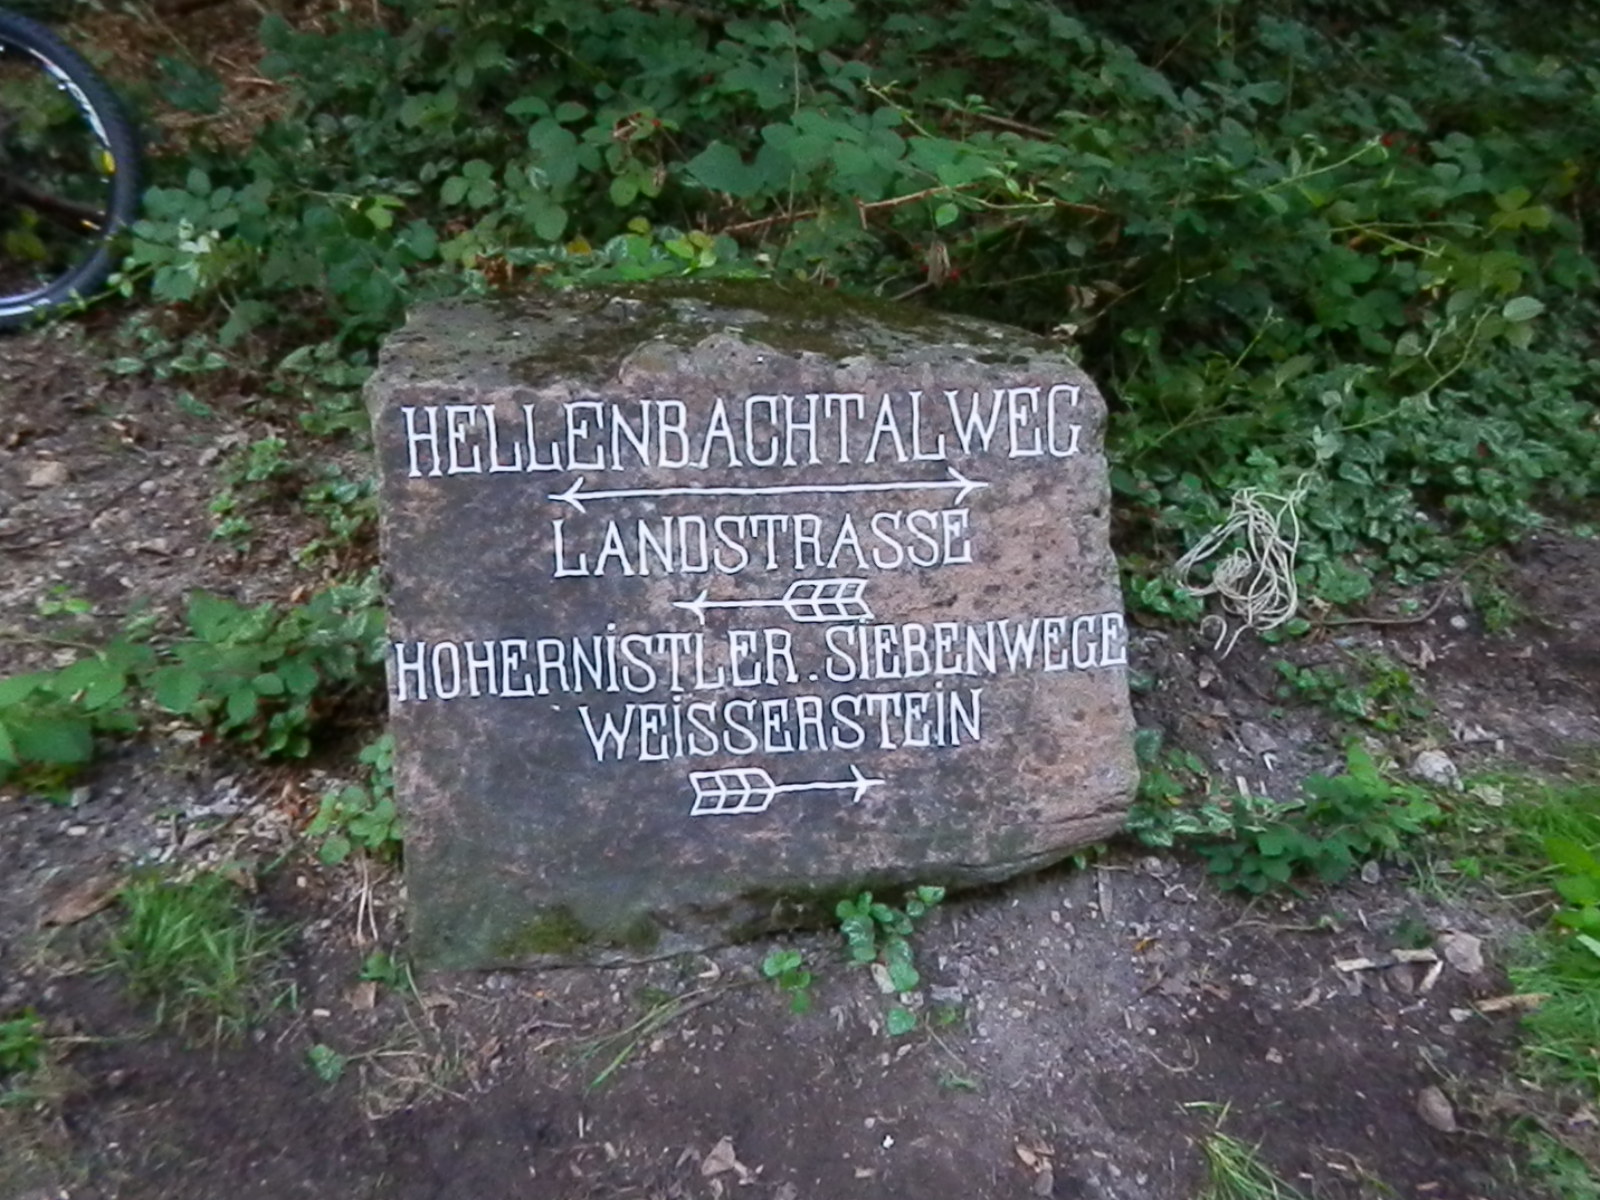 HELLENBACHTALWEG
LANDSTRASSE
HOHERNISTLER. SIEBENWEGE
WEISSERSTEIN